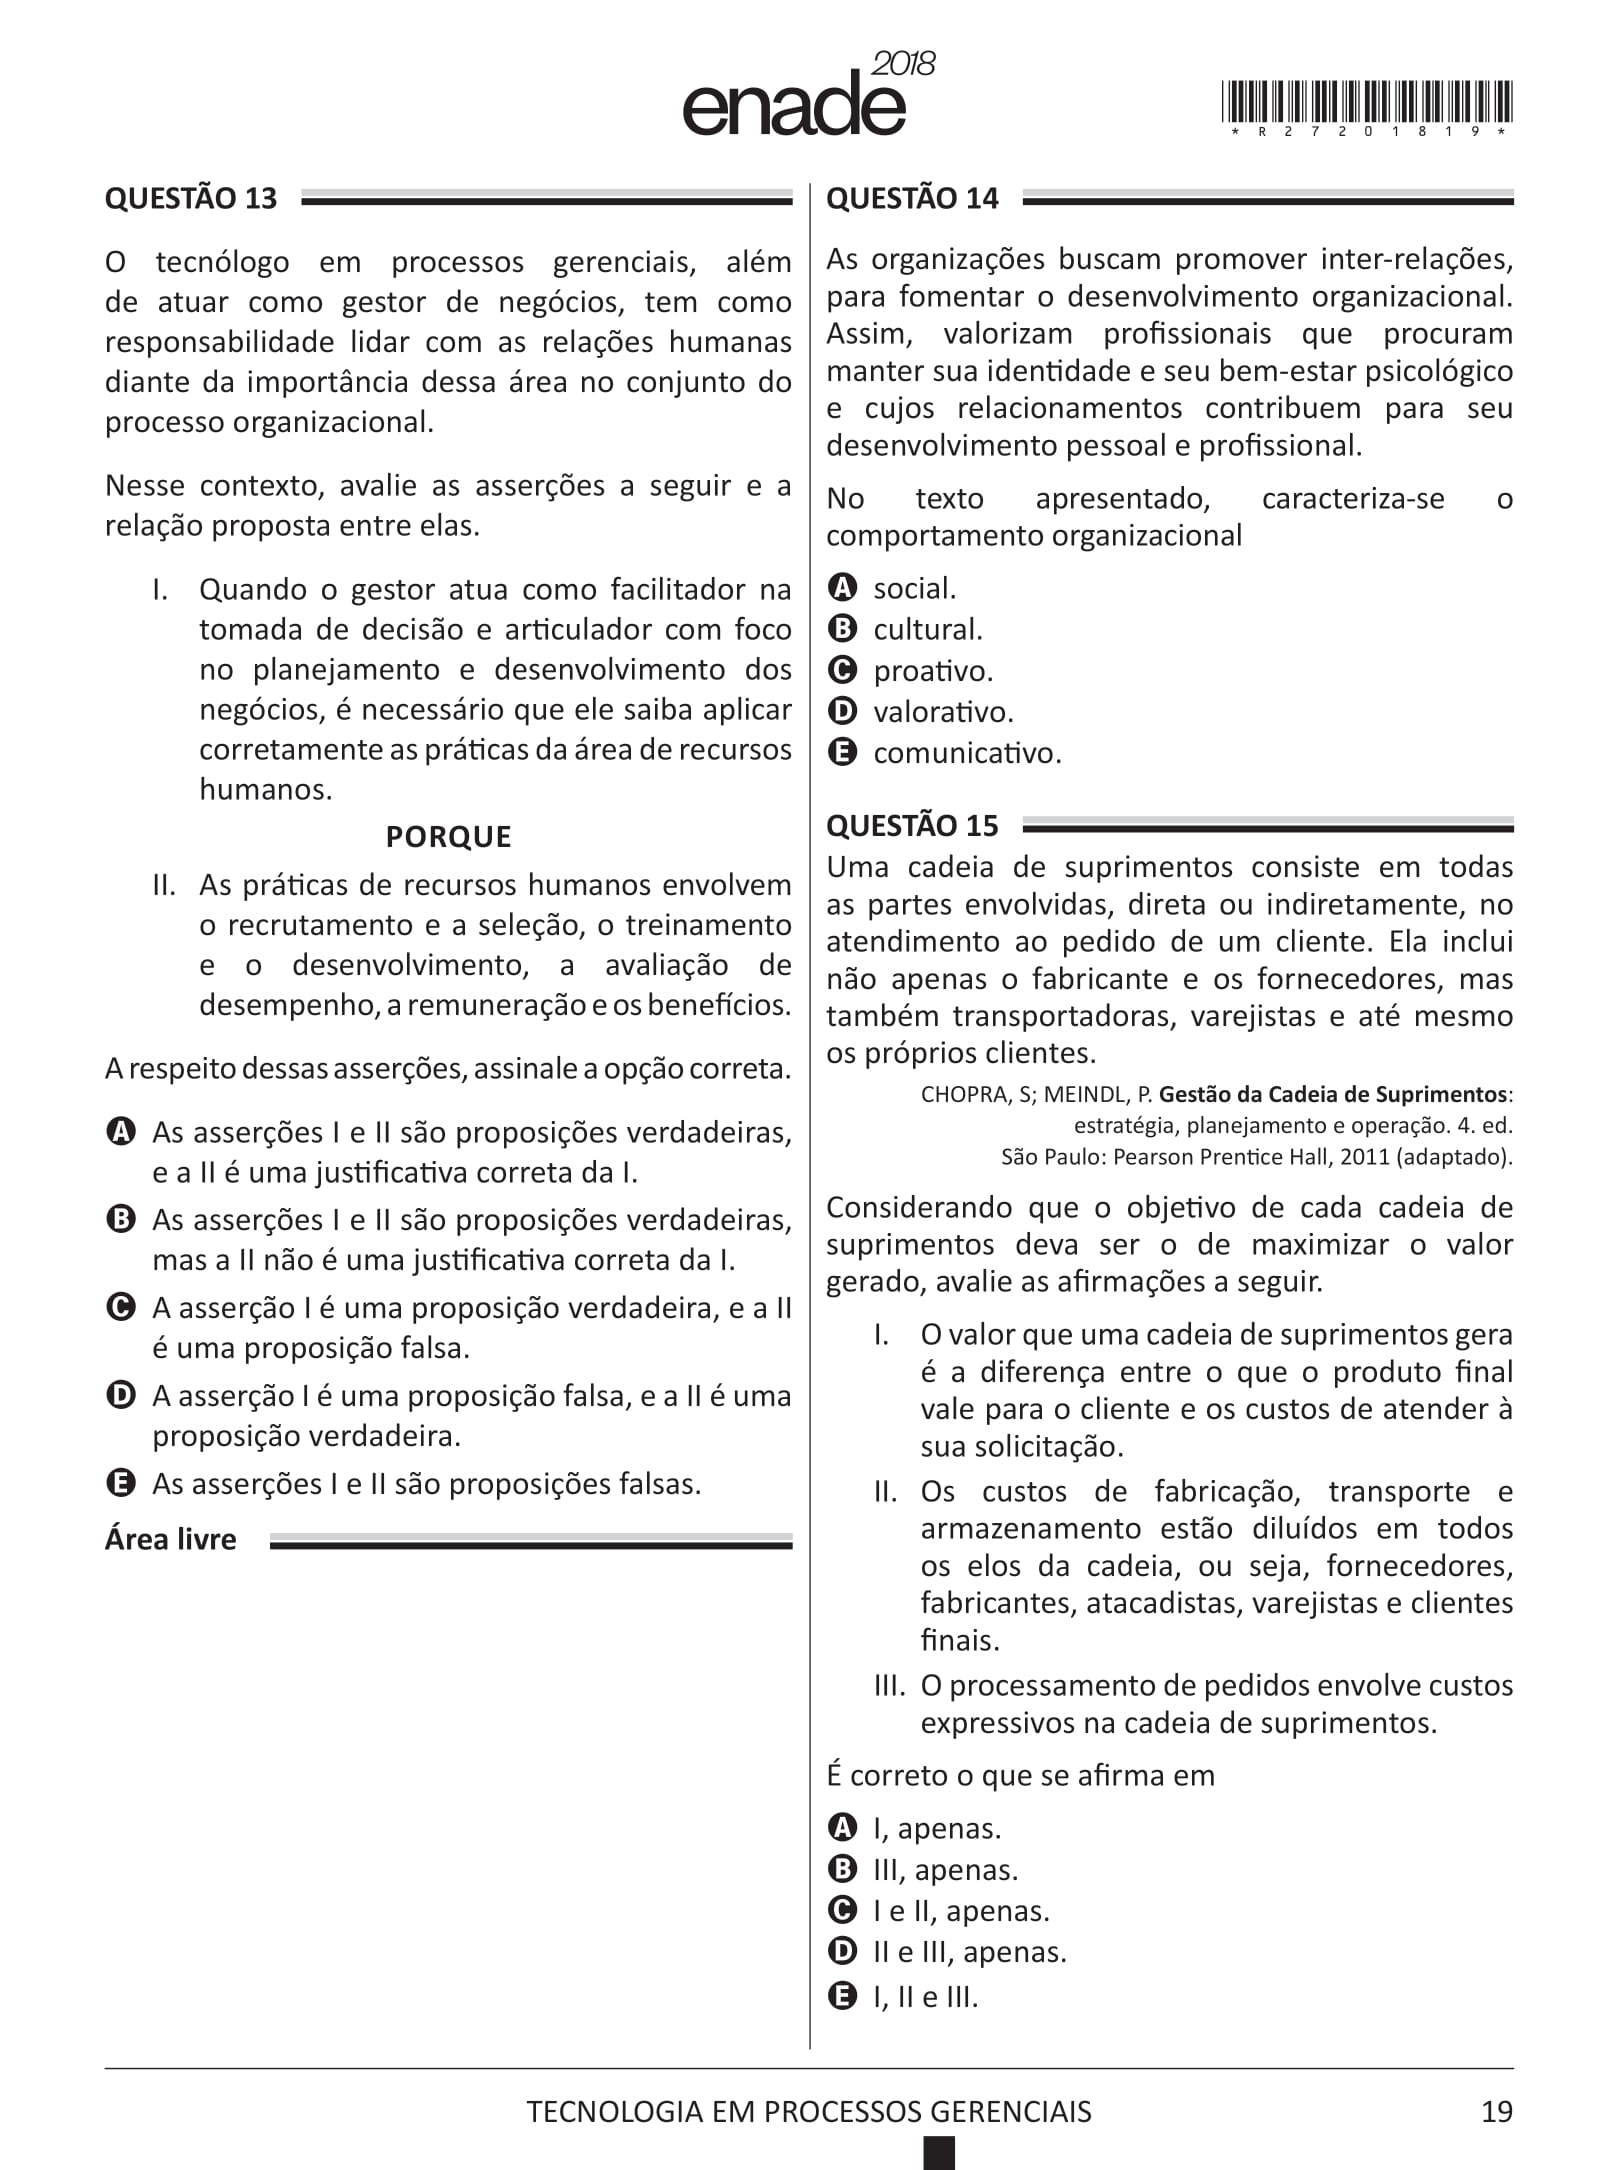 enade2018
*R27201819*
QUESTÃO 13
O tecnólogo em processos gerenciais, além
de atuar como gestor de negócios, tem como
responsabilidade lidar com as relações humanas
diante da importância dessa área no conjunto do
processo organizacional.
Nesse contexto, avalie as asserções a seguir e a
relação proposta entre elas.
I. Quando o gestor atua como facilitador na
tomada de decisão e articulador com foco
no planejamento e desenvolvimento dos
negócios, é necessário que ele saiba aplicar
corretamente as práticas da área de recursos
humanos.
PORQUE
II. As práticas de recursos humanos envolvem
o recrutamento e a seleção, o treinamento
e o desenvolvimento, a avaliação de
desempenho, a remuneração e os benefícios.
A respeito dessas asserções, assinale a opção correta.
A As asserções I e II são proposições verdadeiras,
e a II é uma justificativa correta da I.
B As asserções I e II são proposições verdadeiras,
mas a II não é uma justificativa correta da I.
C A asserção I é uma proposição verdadeira, e a II
é uma proposição falsa.
D A asserção I é uma proposição falsa, e a II é uma
proposição verdadeira.
E As asserções I e II são proposições falsas.
Área livre
QUESTÃO 14
As organizações buscam promover inter-relações,
para fomentar o desenvolvimento organizacional.
Assim, valorizam profissionais que procuram
manter sua identidade e seu bem-estar psicológico
e cujos relacionamentos contribuem para seu
desenvolvimento pessoal e profissional.
No texto apresentado, caracteriza-se o
comportamento organizacional
A social.
B cultural.
C proativo.
D valorativo.
E comunicativo.
QUESTÃO 15
Uma cadeia de suprimentos consiste em todas
as partes envolvidas, direta ou indiretamente, no
atendimento ao pedido de um cliente. Ela inclui
não apenas o fabricante e os fornecedores, mas
também transportadoras, varejistas e até mesmo
os próprios clientes.
CHOPRA, S; MEINDL, P. Gestão da Cadeia de Suprimentos:
estratégia, planejamento e operação. 4. ed.
São Paulo: Pearson Prentice Hall, 2011 (adaptado).
Considerando que o objetivo de cada cadeia de
suprimentos deva ser o de maximizar o valor
gerado, avalie as afirmações a seguir.
I. O valor que uma cadeia de suprimentos gera
é a diferença entre o que o produto final
vale para o cliente e os custos de atender à
sua solicitação.
II. Os custos de fabricação, transporte e
armazenamento estão diluídos em todos
os elos da cadeia, ou seja, fornecedores,
fabricantes, atacadistas, varejistas e clientes
finais.
III. O processamento de pedidos envolve custos
expressivos na cadeia de suprimentos.
É correto o que se afirma em
A I, apenas.
B III, apenas.
C I e II, apenas.
D II e III, apenas.
E I, II e III.
TECNOLOGIA EM PROCESSOS GERENCIAIS 19